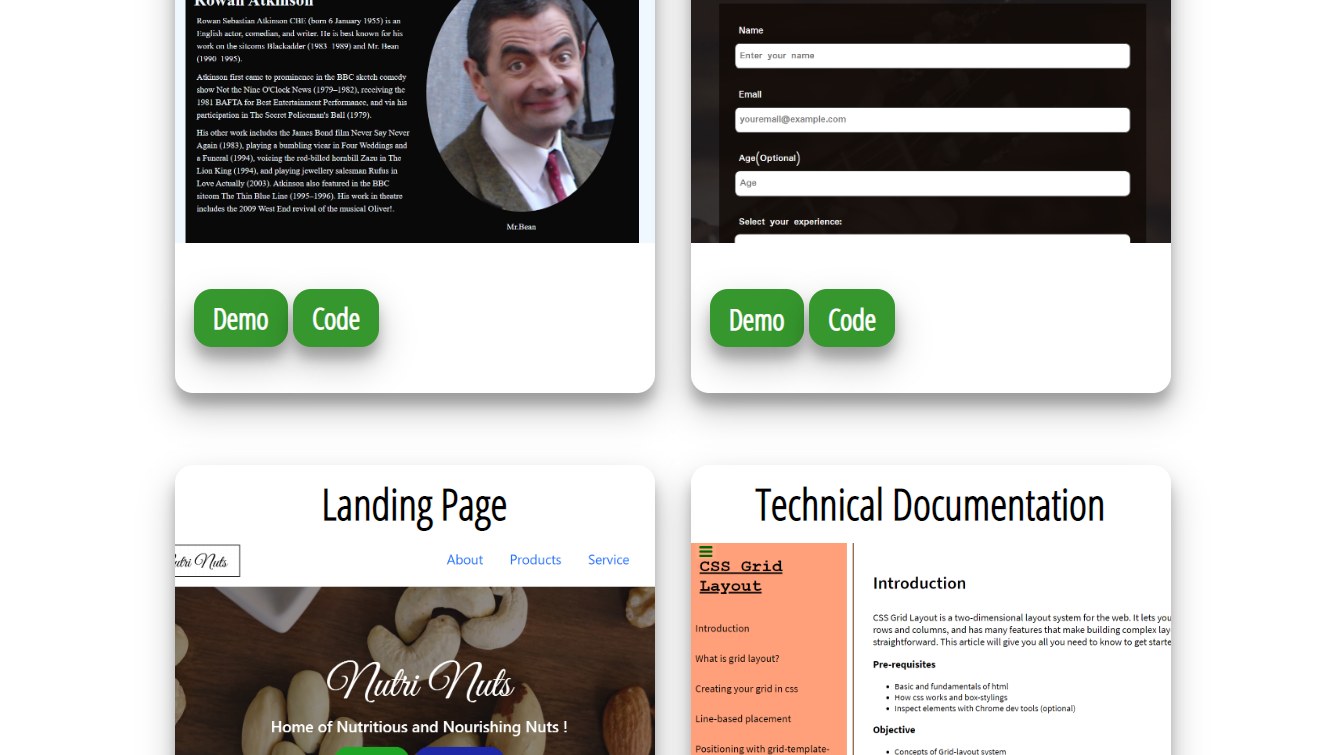 Rowan Atkinson
Rowan Sebastian Atkinson CBE (born 6 January 1955) is an
English actor, comedian, and writer. He is best known for his
work on the sitcoms Blackadder (1983 1989) and Mr. Bean
(1990 1995).
Atkinson first came to prominence in the BBC sketch comedy
show Not the Nine O'Clock News (1979–1982), receiving the
1981 BAFTA for Best Entertainment Performance, and via his
participation in The Secret Policeman's Ball (1979).
His other work includes the James Bond film Never Say Never
Again (1983), playing a bumbling vicar in Four Weddings and
a Funeral (1994), voicing the red-billed hornbill Zazu in The
Lion King (1994), and playing jewellery salesman Rufus in
Love Actually (2003). Atkinson also featured in the BBC
sitcom The Thin Blue Line (1995–1996). His work in theatre
includes the 2009 West End revival of the musical Oliver!.
Mr.Bean
Demo Code
Name
Enter your name
Email
youremail@example.com
Age(Optional)
Age
Select your experience:
Demo Code
Landing Page
utri Nuts
About Products Service
Nutri Nuts
Home of Nutritious and Nourishing Nuts !
Technical Documentation
CSS Grid
Layout
Introduction
What is grid layout?
Creating your grid in css
Line-based placement
Positioning with grid-template-
Introduction
CSS Grid Layout is a two-dimensional layout system for the web. It lets you
rows and columns, and has many features that make building complex lay
straightforward. This article will give you all you need to know to get starte
Pre-requisites
Basic and fundamentals of html
How css works and box-stylings
Inspect elements with Chrome dev tools (optional)
Objective
Concepts of Grid-layout system